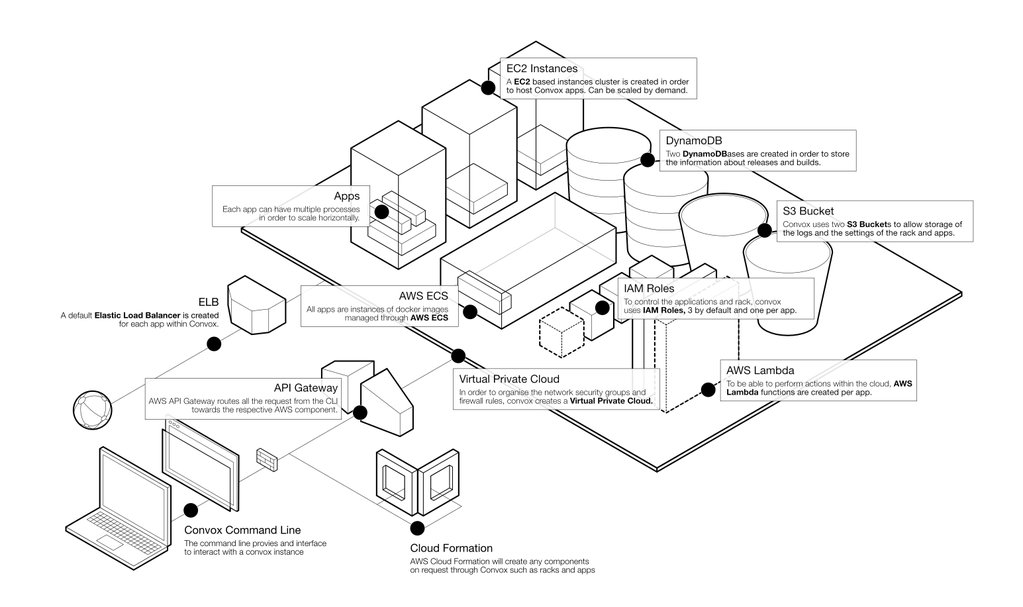 EC2 Instances
A EC2 based instances cluster is created in order
to host Convox apps. Can be scaled by demand.
DynamoDB
Two DynamoDBases are created in order to store
the information about releases and builds.
Apps
Each app can have multiple processes
in order to scale horizontally.
S3 Bucket
Convox uses two S3 Buckets to allow storage of
the logs and the settings of the rack and apps.
AWS ECS
All apps are instances of docker images
managed through AWS ECS
IAM Roles
To control the applications and rack, convox
uses IAM Roles, 3 by default and one per app.
ELB
A default Elastic Load Balancer is created
for each app within Convox.
API Gateway
AWS API Gateway routes all the request from the CLI
towards the respective AWS component.
Virtual Private Cloud
In order to organise the network security groups and
firewall rules, convox creates a Virtual Private Cloud.
AWS Lambda
To be able to perform actions within the cloud, AWS
Lambda functions are created per app.
Convox Command Line
The command line provies and interface
to interact with a convox instance
Cloud Formation
AWS Cloud Formation will create any components
on request through Convox such as racks and apps